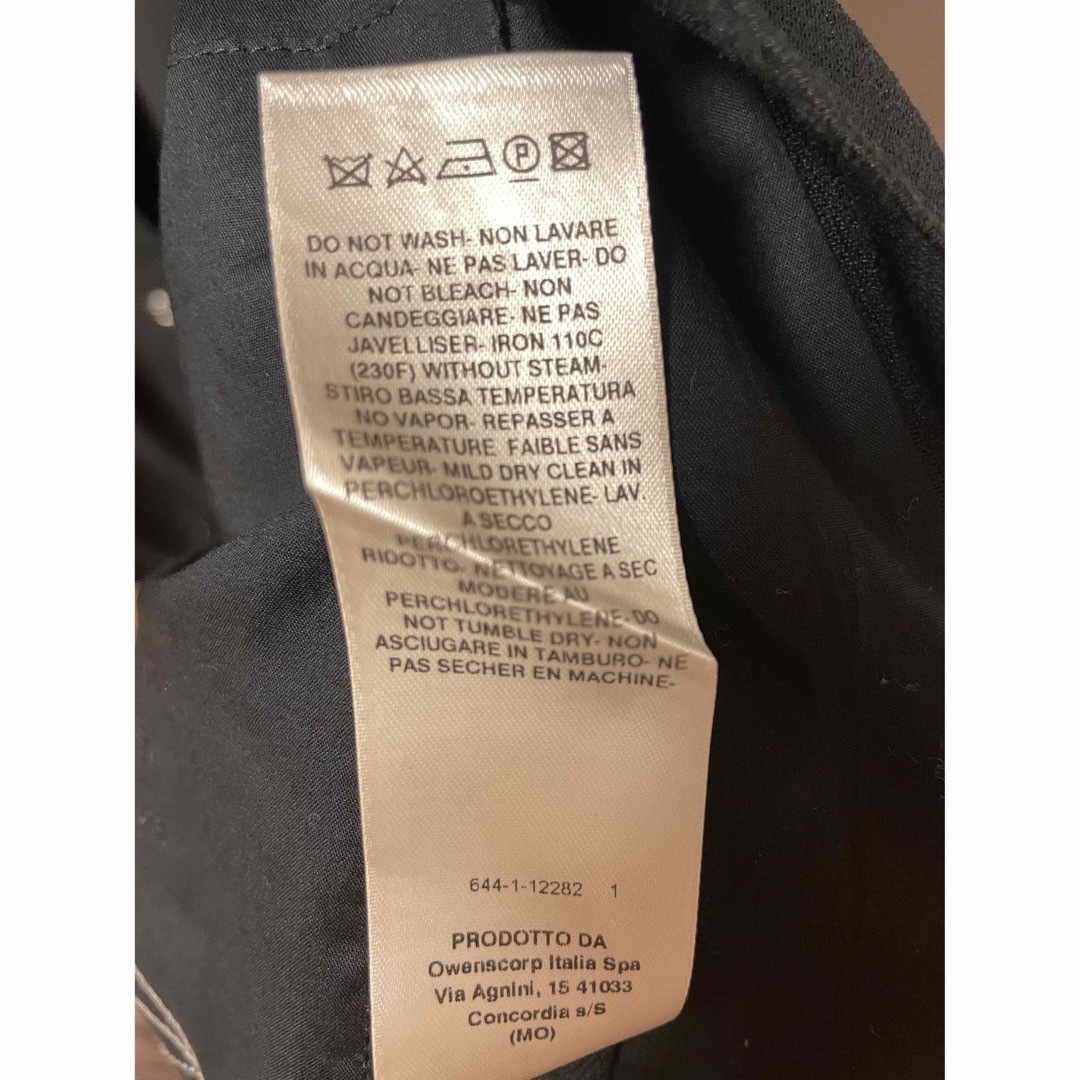 P
DO NOT WASH- NON LAVARE
IN ACQUA- NE PAS LAVER- DO
NOT BLEACH- NON
CANDEGGIARE- NE PAS
JAVELLISER- IRON 110C
(230F) WITHOUT STEAM-
STIRO BASSA TEMPERATURA
NO VAPOR- REPASSER A
TEMPERATURE FAIBLE SANS
VAPEUR- MILD DRY CLEAN IN
PERCHLOROETHYLENE- LAV.
A SECCO
PERCHLORETHYLENE
RIDOTTO- NETTOYAGE A SEC
MODERE AU
PERCHLORETHYLENE- DO
NOT TUMBLE DRY- NON
ASCIUGARE IN TAMBURO- NE
PAS SECHER EN MACHINE-
644-1-12282 1
PRODOTTO DA
Owenscorp Italia Spa
Via Agnini, 15 41033
Concordia s/S
(MO)